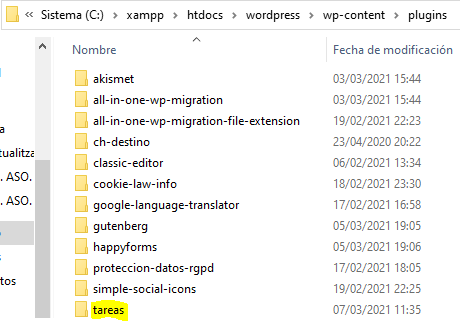 « Sistema (C:) › xampp › htdocs › wordpress › wp-content › plugins
Nombre Fecha de modificación
akismet 03/03/2021 15:44
all-in-one-wp-migration 03/03/2021 15:44
all-in-one-wp-migration-file-extension 19/02/2021 22:23
a ch-destino 23/04/2020 20:22
tualitza classic-editor 06/02/2021 13:34
. ASO. cookie-law-info 18/02/2021 23:30
. ASO. google-language-translator 17/02/2021 16:58
gutenberg 05/03/2021 19:05
happyforms 05/03/2021 19:06
tos proteccion-datos-rgpd 17/02/2021 18:05
simple-social-icons 19/02/2021 22:25
tareas 07/03/2021 11:35